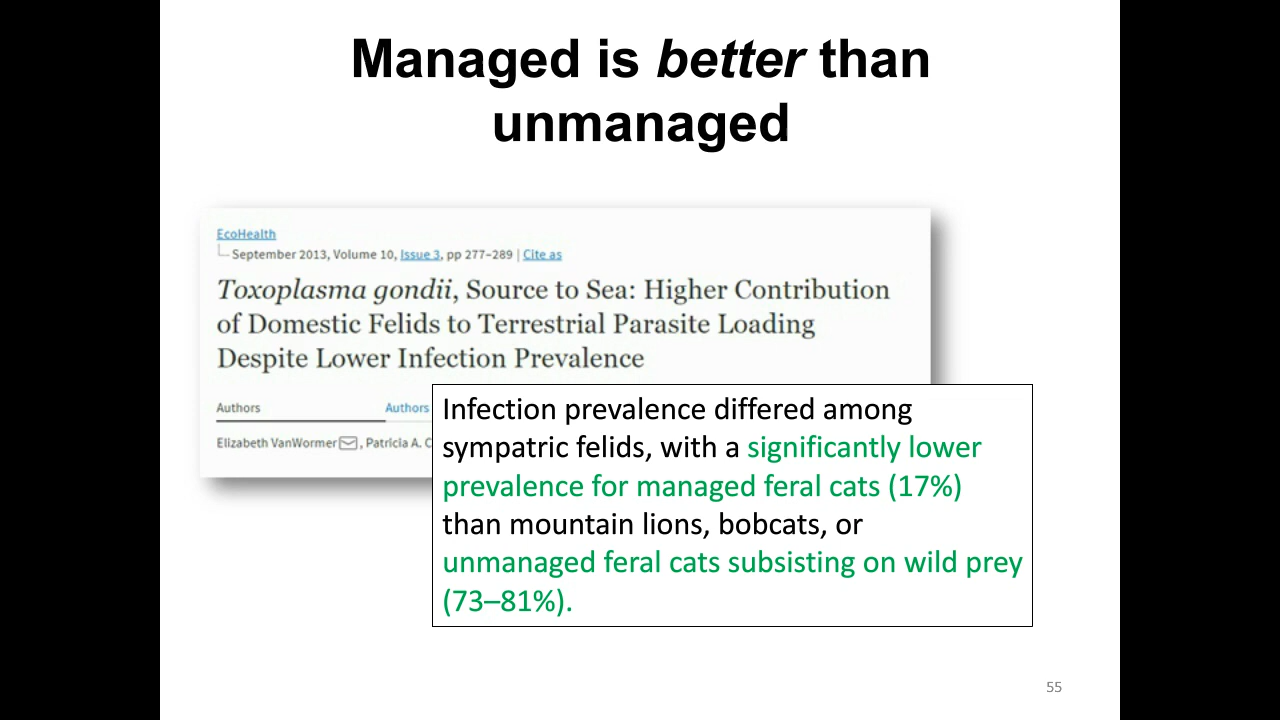 Managed is better than
unmanaged
EcoHealth
September 2013, Volume 10, Issue 3, pp 277–289 | Cite as
Toxoplasma gondii, Source to Sea: Higher Contribution
of Domestic Felids to Terrestrial Parasite Loading
Despite Lower Infection Prevalence
Authors Authors
Elizabeth VanWormer, Patricia A. C
Infection prevalence differed among
sympatric felids, with a significantly lower
prevalence for managed feral cats (17%)
than mountain lions, bobcats, or
unmanaged feral cats subsisting on wild prey
(73–81%).
55